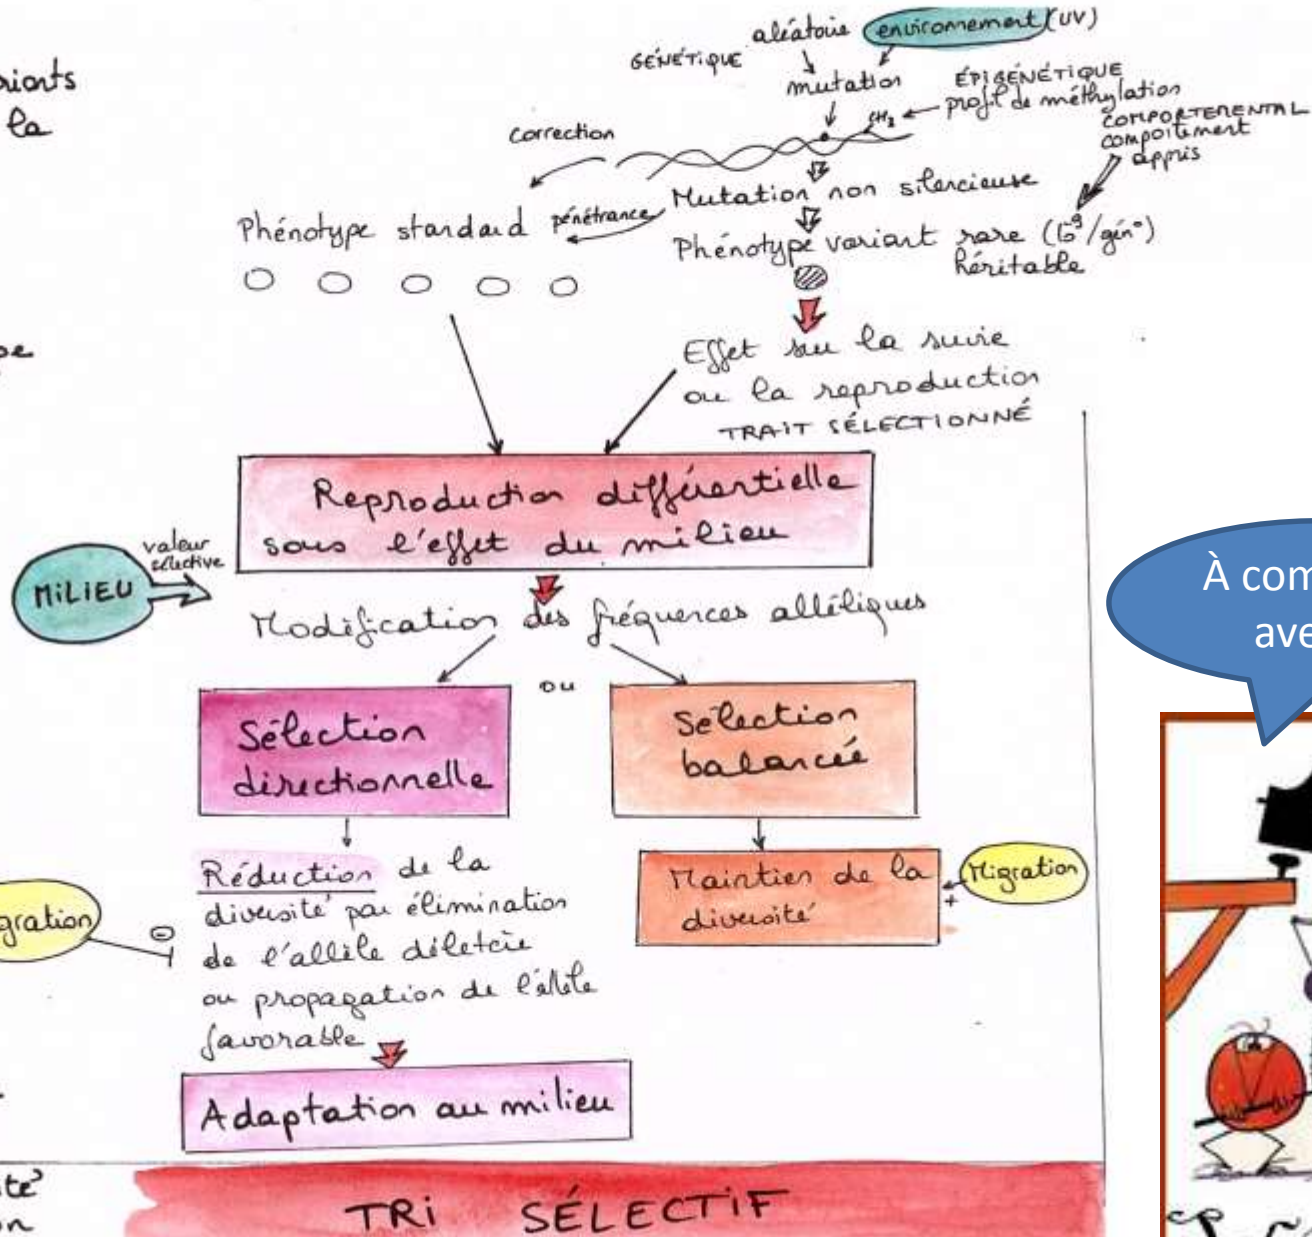 aléatoire environnement (UV)
GÉNÉTIQUE
mutation
ÉPIGÉNÉTIQUE
profil de méthylation
CH3
COMPORTEMENTAL
comportement
appris
la
correction
Mutation non silencieuse
Phénotype standard pénétrance
Phénotype variant rare
héritable
Effet sur la survie
ou la reproduction
TRAIT SÉLECTIONNÉ
Reproduction différentielle
sous l'effet du milieu
valeur
sélective
MILIEU
Modification des fréquences alléliques
ou
Sélection
directionnelle
Sélection
balancée
Réduction de la
diversité par élimination
de l'allèle délétère
ou propagation de l'allèle
favorable
gration
-
Maintien de la
diversité
Migration
+
Adaptation au milieu
TRI SÉLECTIF
À com
ave